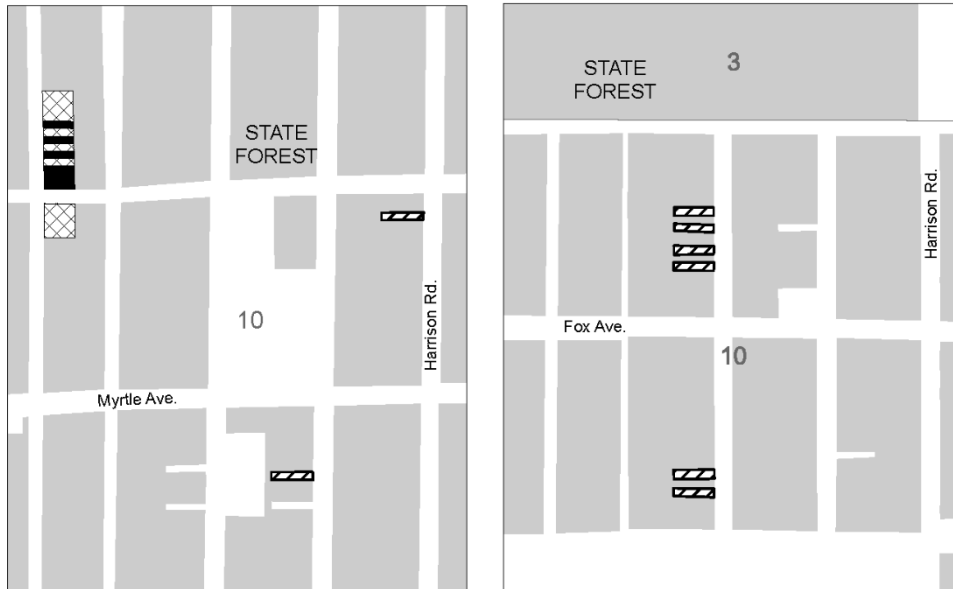 STATE
FOREST
10
Harrison Rd.
Myrtle Ave.
3
STATE
FOREST
Harrison Rd.
Fox Ave.
10